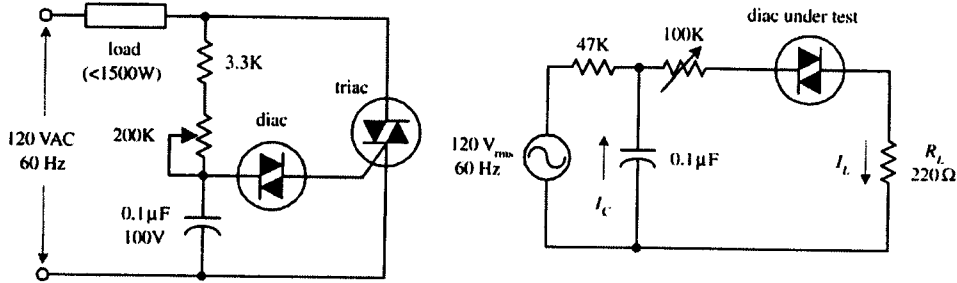 load
(<1500W)
3.3K
triac
120 VAC
60 Hz
200K
diac
0.1µF
100V
diac under test
47K
100K
120 Vrms
60 Hz
0.1µF
IC
IL
RL
220Ω